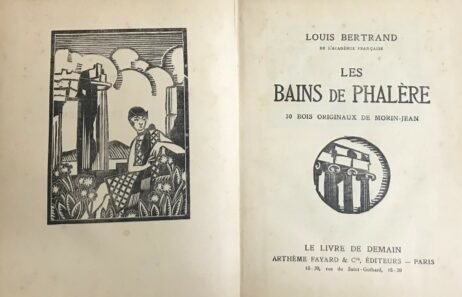 LOUIS BERTRAND
DE L'ACADÉMIE FRANÇAISE
LES
BAINS DE PHALÈRE
30 BOIS ORIGINAUX DE MORIN-JEAN
LE LIVRE DE DEMAIN
ARTHÈME FAYARD & Cie, ÉDITEURS — PARIS
18-20, rue du Saint-Gothard, 18-20